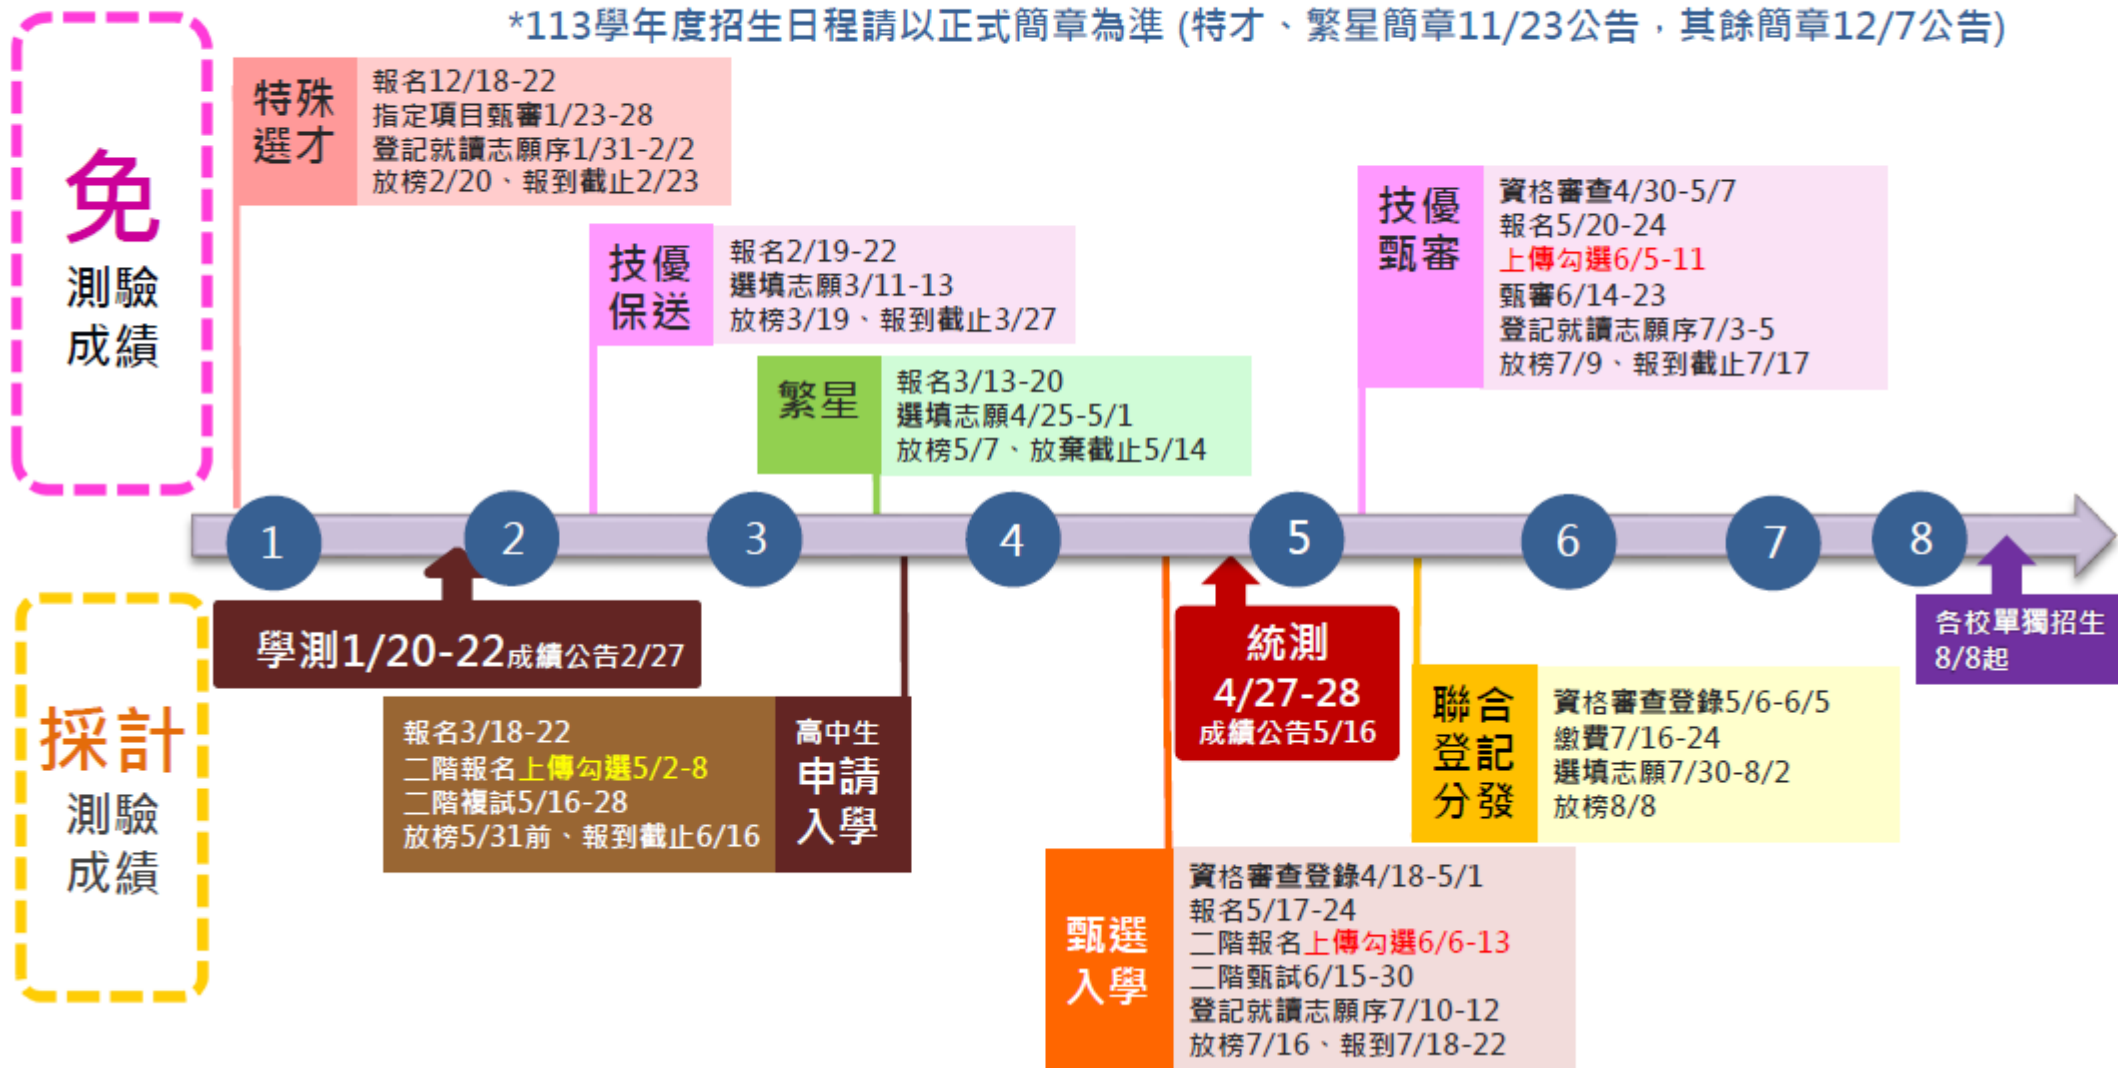 *113學年度招生日程請以正式簡章為準 (特才、繁星簡章11/23公告，其餘簡章12/7公告)
免
測驗
成績
特殊
選才
報名12/18-22
指定項目甄審1/23-28
登記就讀志願序1/31-2/2
放榜2/20、報到截止2/23
技優
保送
報名2/19-22
選填志願3/11-13
放榜3/19、報到截止3/27
繁星
報名3/13-20
選填志願4/25-5/1
放榜5/7、放棄截止5/14
技優
甄審
資格審查4/30-5/7
報名5/20-24
上傳勾選6/5-11
甄審6/14-23
登記就讀志願序7/3-5
放榜7/9、報到截止7/17
1 2 3 4 5 6 7 8
採計
測驗
成績
學測1/20-22成績公告2/27
報名3/18-22
二階報名上傳勾選5/2-8
二階複試5/16-28
放榜5/31前、報到截止6/16
高中生
申請
入學
統測
4/27-28
成績公告5/16
甄選
入學
資格審查登錄4/18-5/1
報名5/17-24
二階報名上傳勾選6/6-13
二階甄試6/15-30
登記就讀志願序7/10-12
放榜7/16、報到7/18-22
聯合
登記
分發
資格審查登錄5/6-6/5
繳費7/16-24
選填志願7/30-8/2
放榜8/8
各校單獨招生
8/8起